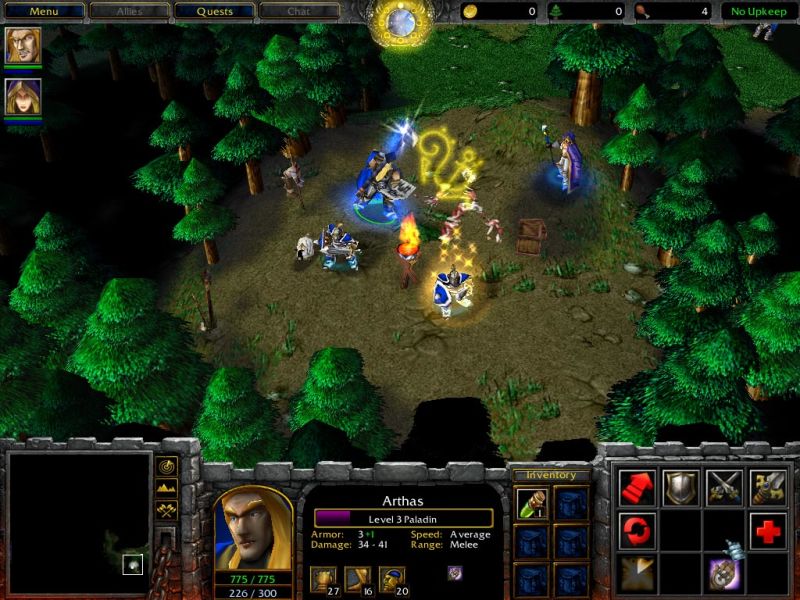 Menu
Allies
Quests
Chat
0
0
4
No Upkeep
Arthas
Level 3 Paladin
Armor: 3 +1
Speed: Average
Damage: 34 - 41
Range: Melee
775 / 775
226 / 300
27
16
20
Inventory
1